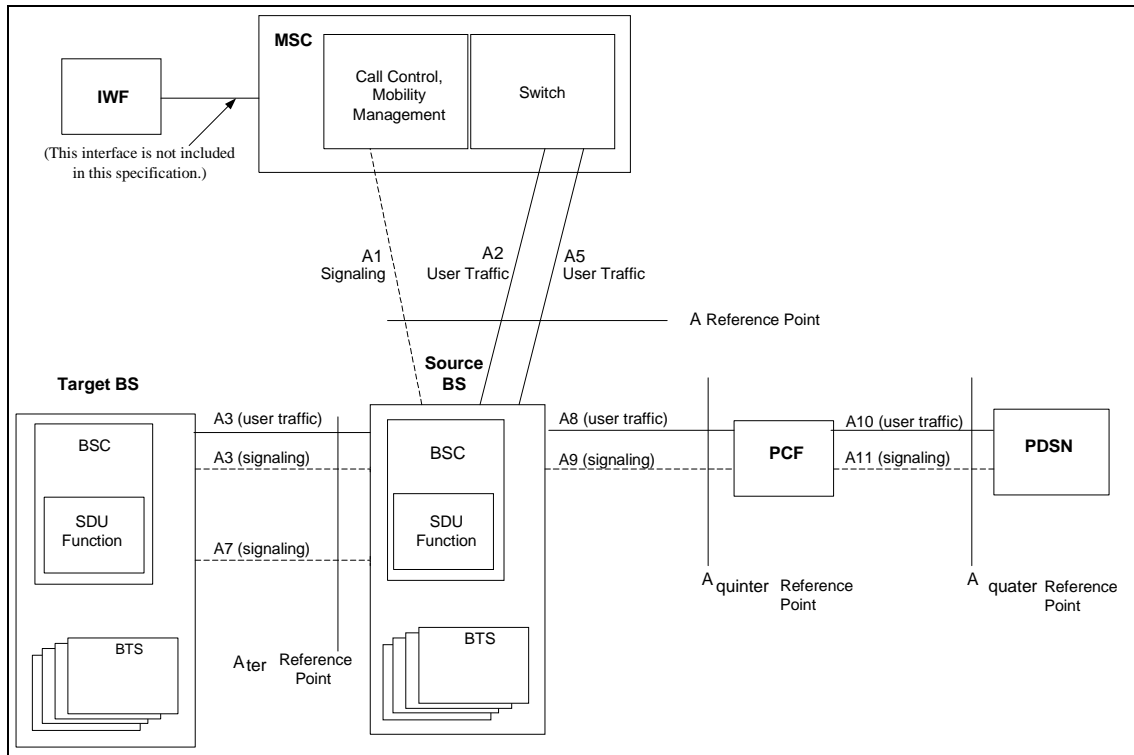 MSC
IWF
Call Control,
Mobility
Management
Switch
(This interface is not included
in this specification.)
A1
Signaling
A2
User Traffic
A5
User Traffic
A Reference Point
Target BS
Source
BS
A3 (user traffic)
A3 (signaling)
A7 (signaling)
A8 (user traffic)
A9 (signaling)
A10 (user traffic)
A11 (signaling)
BSC
SDU
Function
BTS
BSC
SDU
Function
BTS
PCF
PDSN
A ter Reference
Point
A quinter Reference
Point
A quater Reference
Point